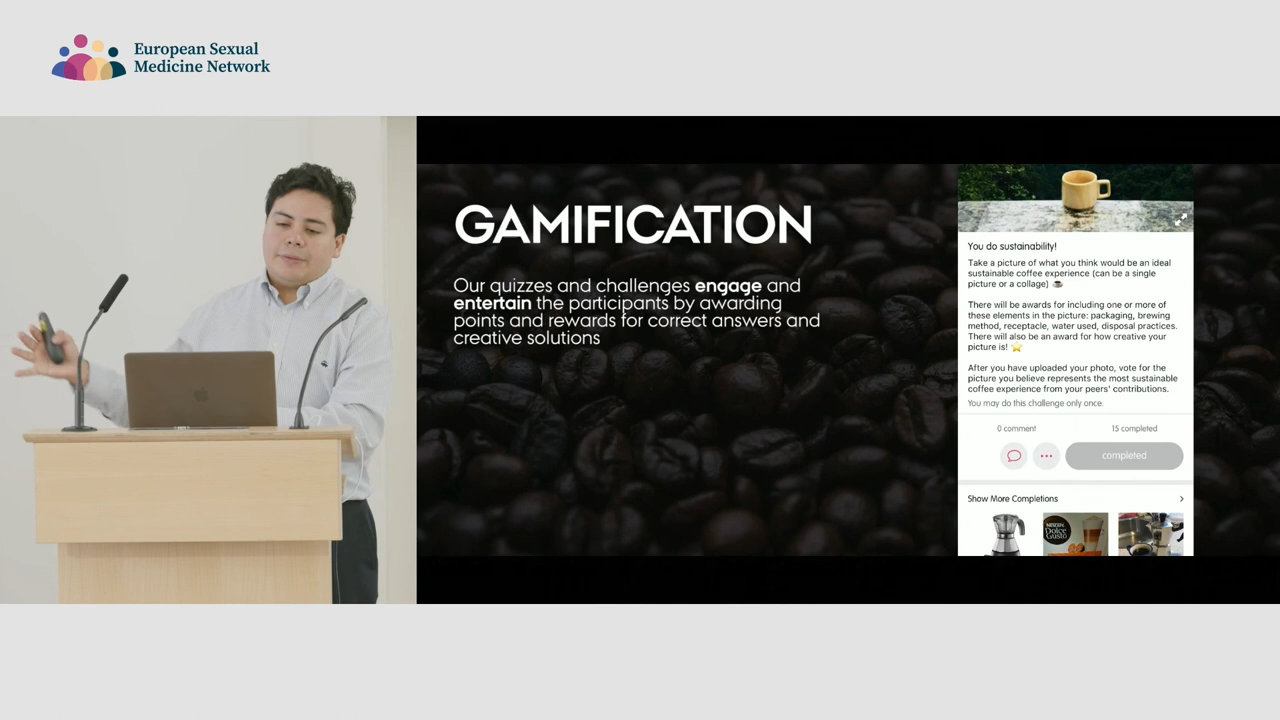 European Sexual
Medicine Network
GAMIFICATION
Our quizzes and challenges engage and
entertain the participants by awarding
points and rewards for correct answers and
creative solutions
You do sustainability!
Take a picture of what you think would be an ideal
sustainable coffee experience (can be a single
picture or a collage) ☕
There will be awards for including one or more of
these elements in the picture: packaging, brewing
method, receptacle, water used, disposal practices.
There will also be an award for how creative your
picture is! ⭐
After you have uploaded your photo, vote for the
picture you believe represents the most sustainable
coffee experience from your peers' contributions.
You may do this challenge only once.
0 comment
15 completed
completed
Show More Completions
NESCAFÉ
Dolce
Gusto